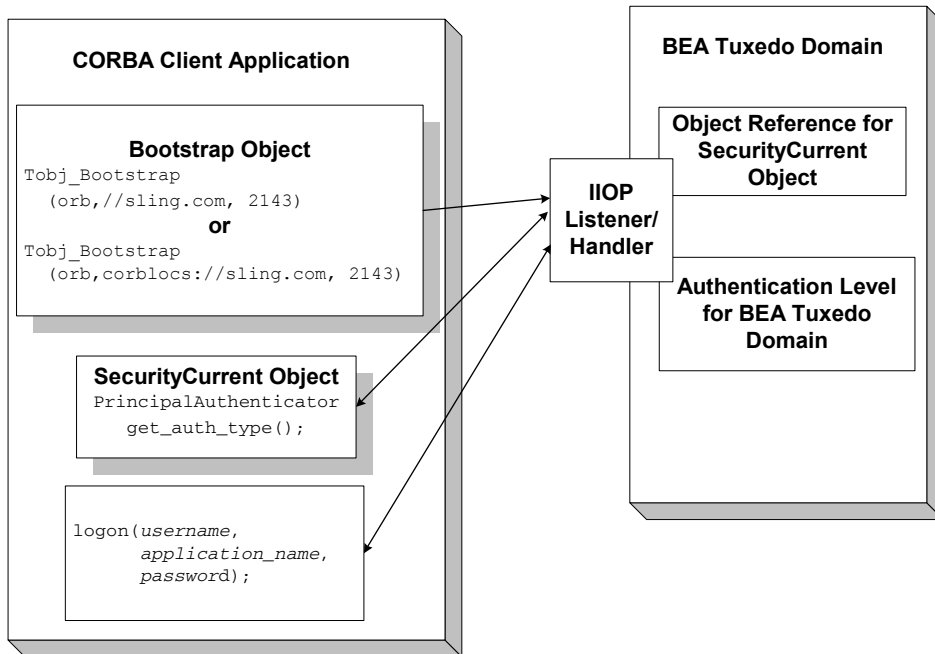 CORBA Client Application
Bootstrap Object
Tobj_Bootstrap
(orb,//sling.com, 2143)
or
Tobj_Bootstrap
(orb,corblocs://sling.com, 2143)
SecurityCurrent Object
PrincipalAuthenticator
get_auth_type();
logon(username,
application_name,
password);
IIOP
Listener/
Handler
BEA Tuxedo Domain
Object Reference for
SecurityCurrent
Object
Authentication Level
for BEA Tuxedo
Domain